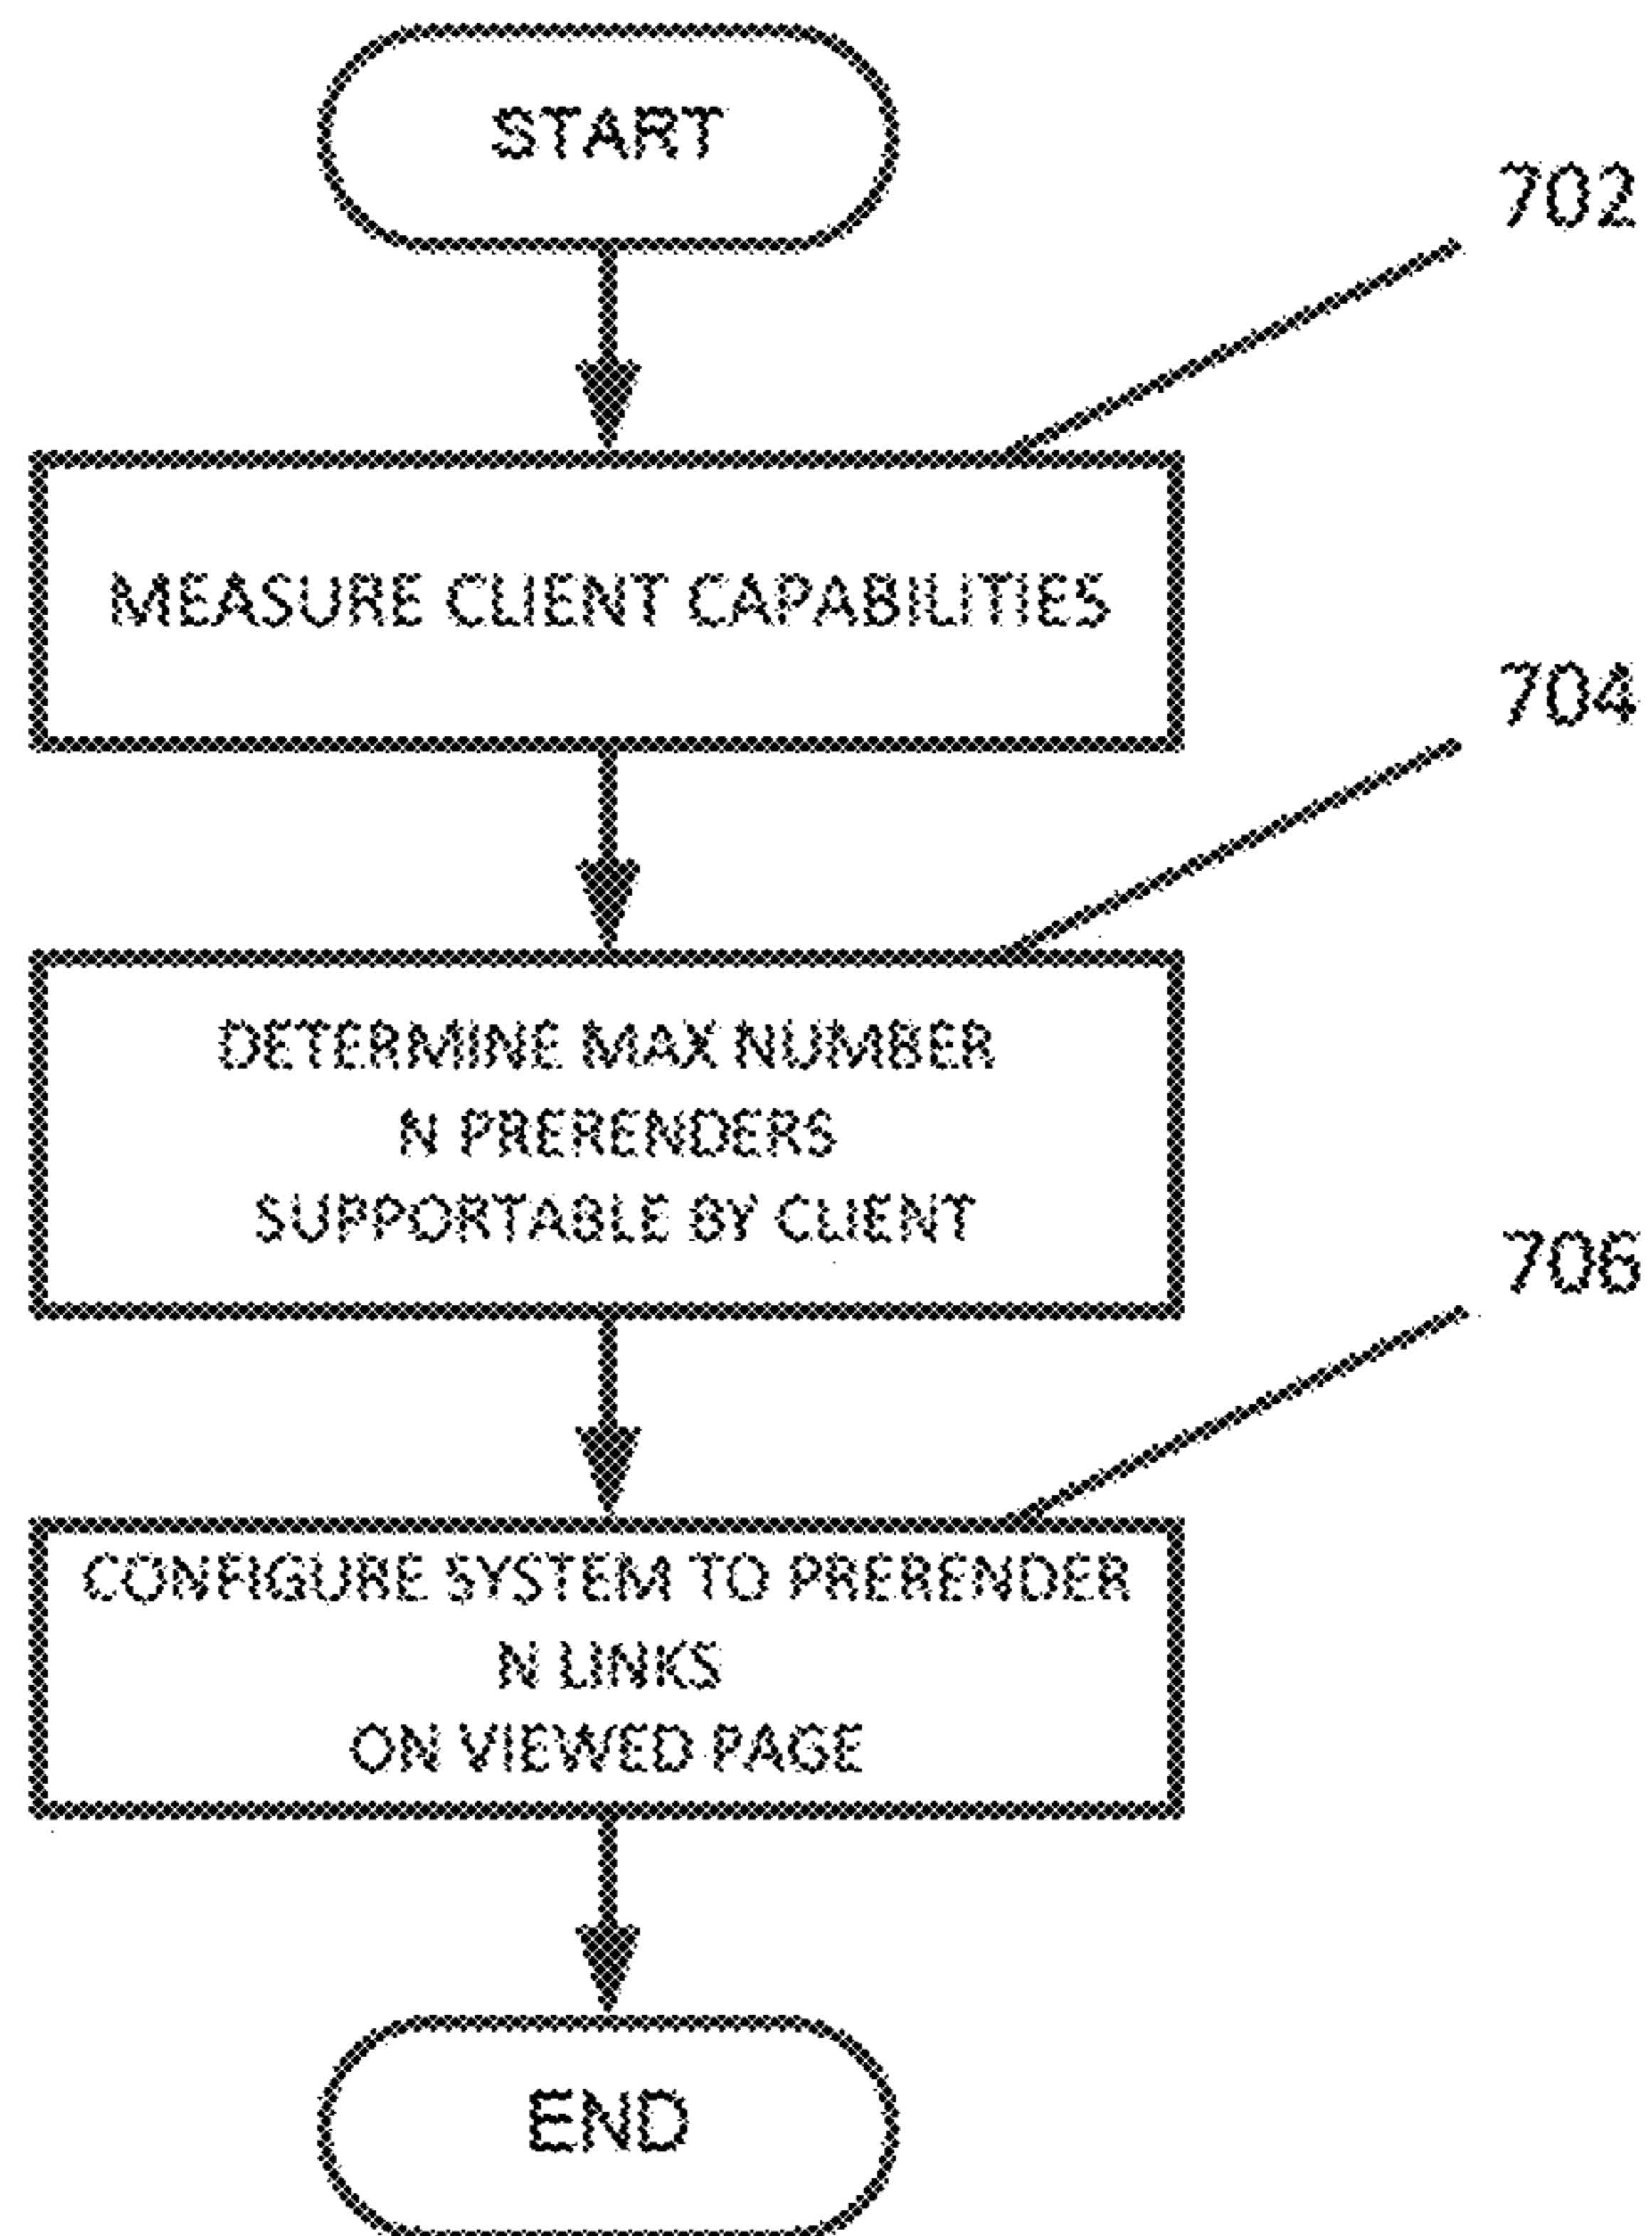 START
702
MEASURE CLIENT CAPABILITIES
704
DETERMINE MAX NUMBER
N PRERENDERS
SUPPORTABLE BY CLIENT
706
CONFIGURE SYSTEM TO PRERENDER
N LINKS
ON VIEWED PAGE
END